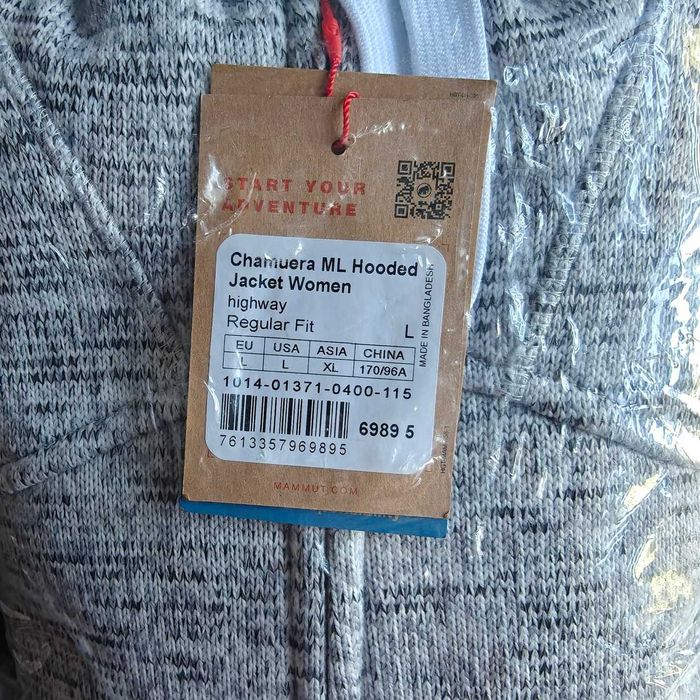 START YOUR
ADVENTURE
Chamuera ML Hooded
Jacket Women
highway
Regular Fit
L
MADE IN BANGLADESH
EU USA ASIA CHINA
L L XL 170/96A
1014-01371-0400-115
6989 5
7613357969895
MAMMUT.COM